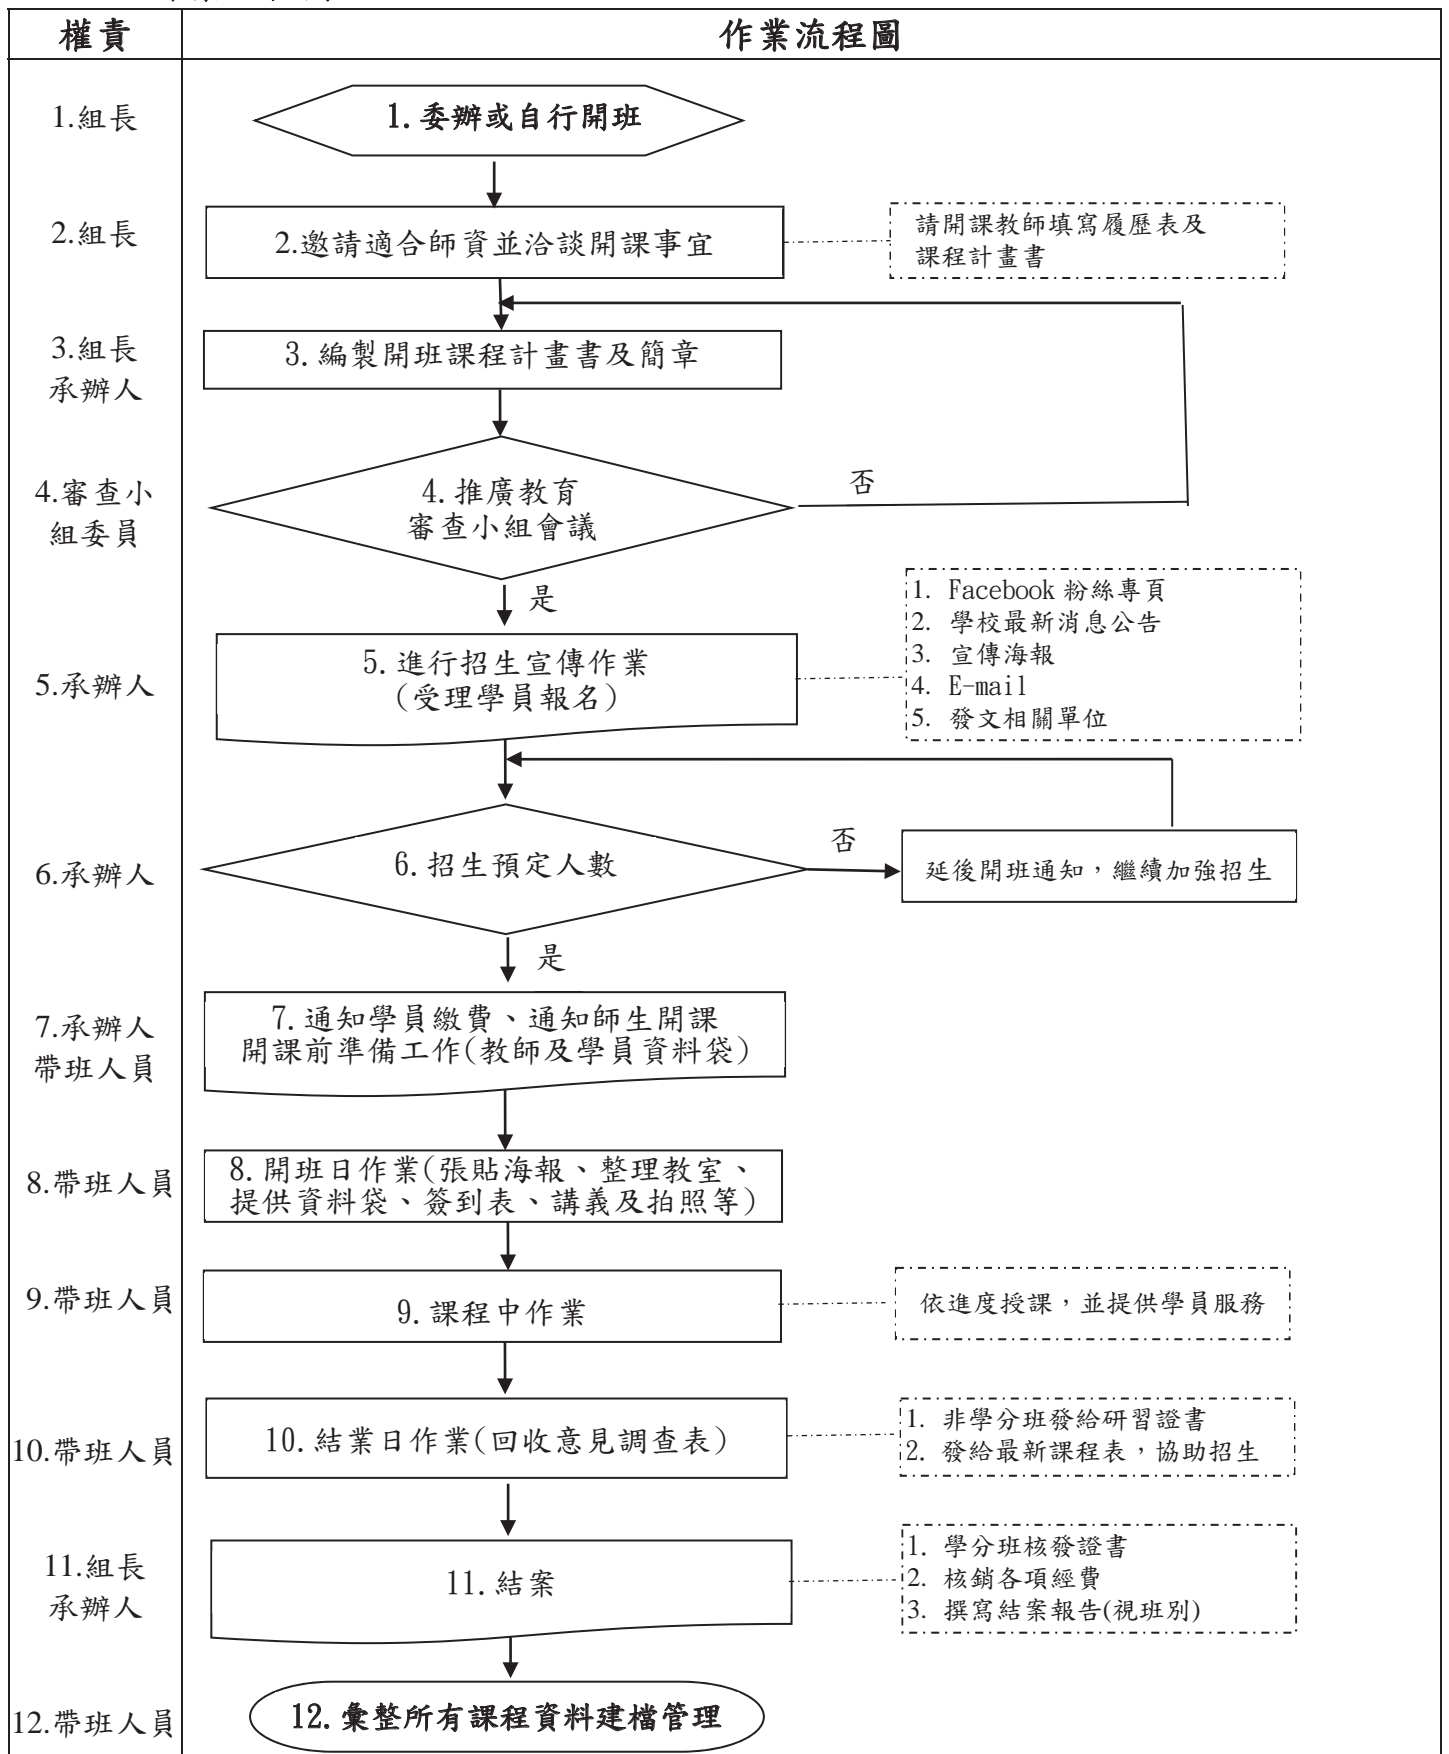 權責
作業流程圖
1.組長
1.委辦或自行開班
2.組長
2.邀請適合師資並洽談開課事宜
請開課教師填寫履歷表及
課程計畫書
3.組長
承辦人
3.編製開班課程計畫書及簡章
4.審查小
組委員
4.推廣教育
審查小組會議
否
是
5.承辦人
5.進行招生宣傳作業
(受理學員報名)
1. Facebook 粉絲專頁
2. 學校最新消息公告
3. 宣傳海報
4. E-mail
5. 發文相關單位
6.承辦人
6.招生預定人數
否
延後開班通知，繼續加強招生
是
7.承辦人
帶班人員
7.通知學員繳費、通知師生開課
開課前準備工作(教師及學員資料袋)
8.帶班人員
8.開班日作業(張貼海報、整理教室、
提供資料袋、簽到表、講義及拍照等)
9.帶班人員
9.課程中作業
依進度授課，並提供學員服務
10.帶班人員
10.結業日作業(回收意見調查表)
1. 非學分班發給研習證書
2. 發給最新課程表，協助招生
11.組長
承辦人
11.結案
1. 學分班核發證書
2. 核銷各項經費
3. 撰寫結案報告(視班別)
12.帶班人員
12.彙整所有課程資料建檔管理